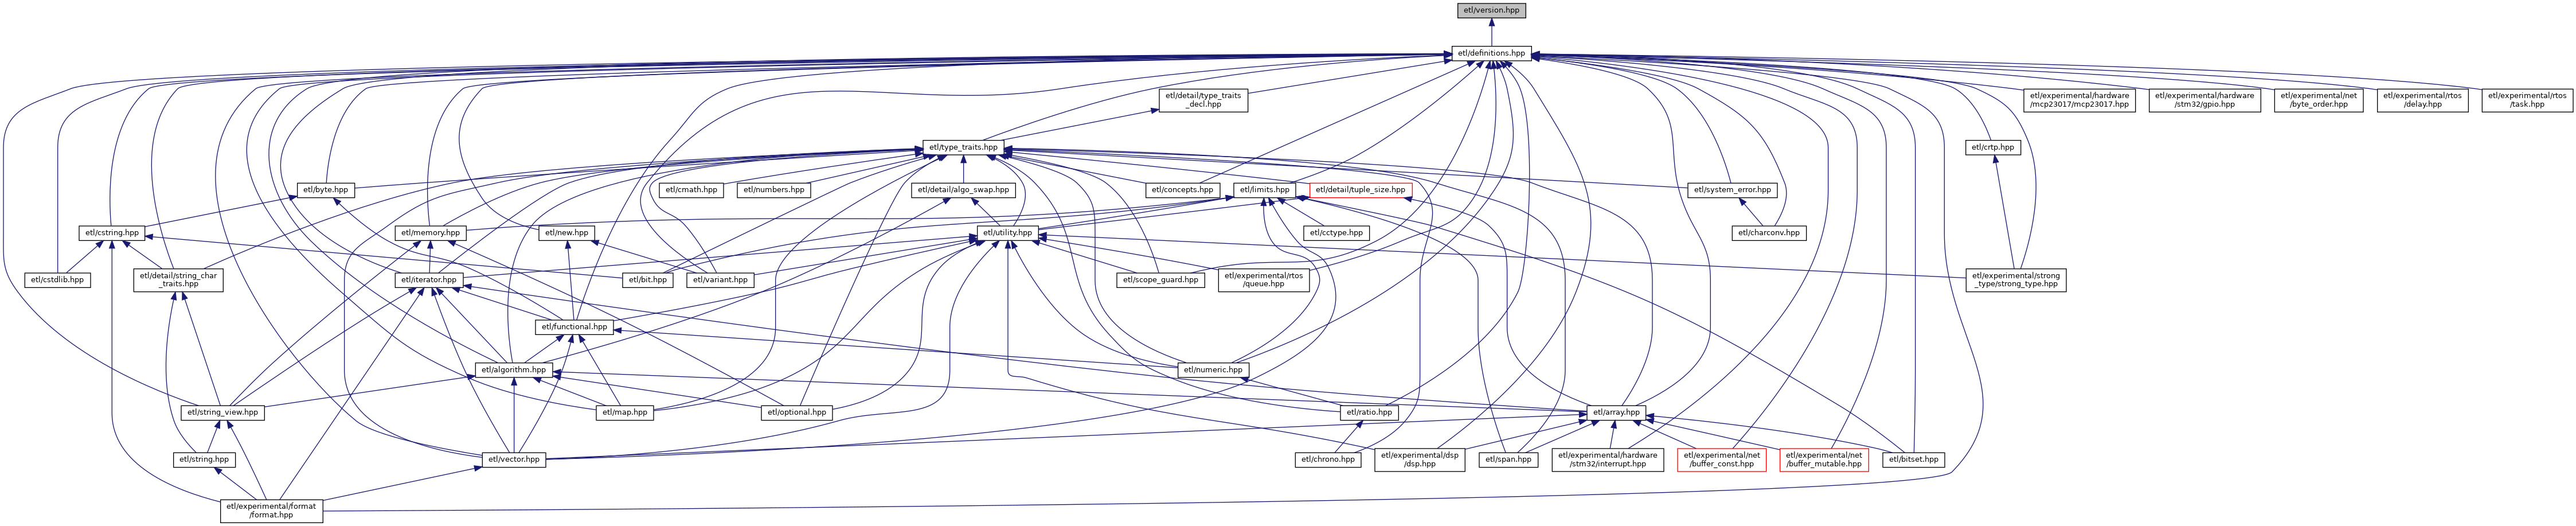 etl/version.hpp
etl/definitions.hpp
etl/detail/type_traits
_decl.hpp
etl/experimental/hardware
/mcp23017/mcp23017.hpp
etl/experimental/hardware
/stm32/gpio.hpp
etl/experimental/net
/byte_order.hpp
etl/experimental/rtos
/delay.hpp
etl/experimental/rtos
/task.hpp
etl/type_traits.hpp
etl/crtp.hpp
etl/byte.hpp
etl/cmath.hpp
etl/numbers.hpp
etl/detail/algo_swap.hpp
etl/concepts.hpp
etl/limits.hpp
etl/detail/tuple_size.hpp
etl/system_error.hpp
etl/cstring.hpp
etl/memory.hpp
etl/new.hpp
etl/utility.hpp
etl/cctype.hpp
etl/charconv.hpp
etl/cstdlib.hpp
etl/detail/string_char
_traits.hpp
etl/iterator.hpp
etl/bit.hpp
etl/variant.hpp
etl/scope_guard.hpp
etl/experimental/rtos
/queue.hpp
etl/experimental/strong
_type/strong_type.hpp
etl/functional.hpp
etl/algorithm.hpp
etl/numeric.hpp
etl/string_view.hpp
etl/map.hpp
etl/optional.hpp
etl/ratio.hpp
etl/array.hpp
etl/string.hpp
etl/vector.hpp
etl/chrono.hpp
etl/experimental/dsp
/dsp.hpp
etl/span.hpp
etl/experimental/hardware
/stm32/interrupt.hpp
etl/experimental/net
/buffer_const.hpp
etl/experimental/net
/buffer_mutable.hpp
etl/bitset.hpp
etl/experimental/format
/format.hpp